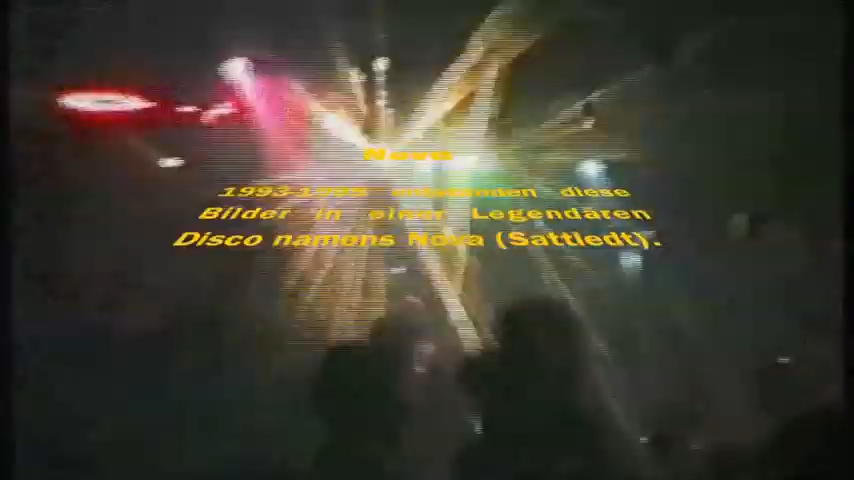 Nova
1993-1995 entstanden diese
Bilder in einer Legendären
Disco namens Nova (Sattledt).